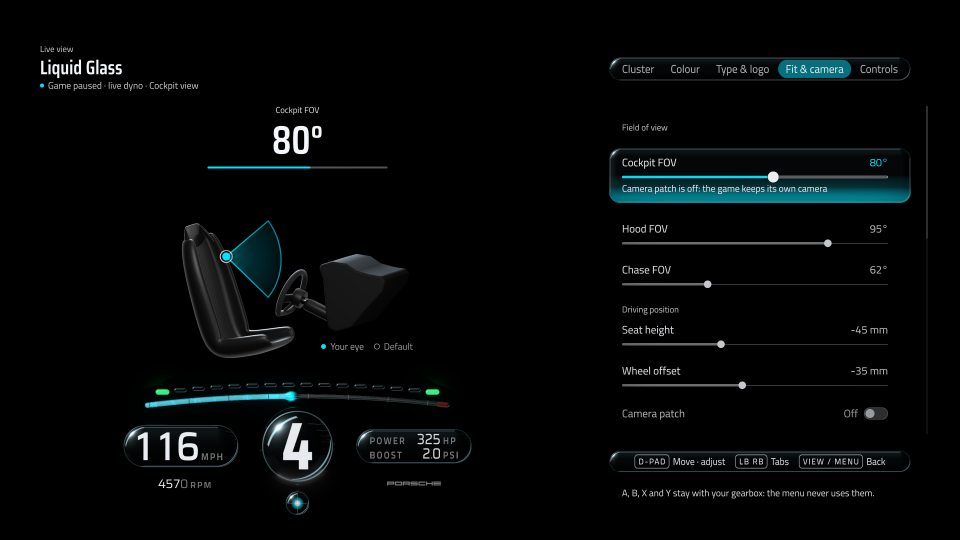 Live view
Liquid Glass
Game paused · live dyno · Cockpit view
Cockpit FOV
80°
Your eye
Default
116 MPH
4570 RPM
4
POWER 325 HP
BOOST 2.0 PSI
PORSCHE
Cluster
Colour
Type & logo
Fit & camera
Controls
Field of view
Cockpit FOV 80°
Camera patch is off: the game keeps its own camera
Hood FOV 95°
Chase FOV 62°
Driving position
Seat height -45 mm
Wheel offset -35 mm
Camera patch Off
D-PAD Move · adjust LB RB Tabs VIEW / MENU Back
A, B, X and Y stay with your gearbox: the menu never uses them.